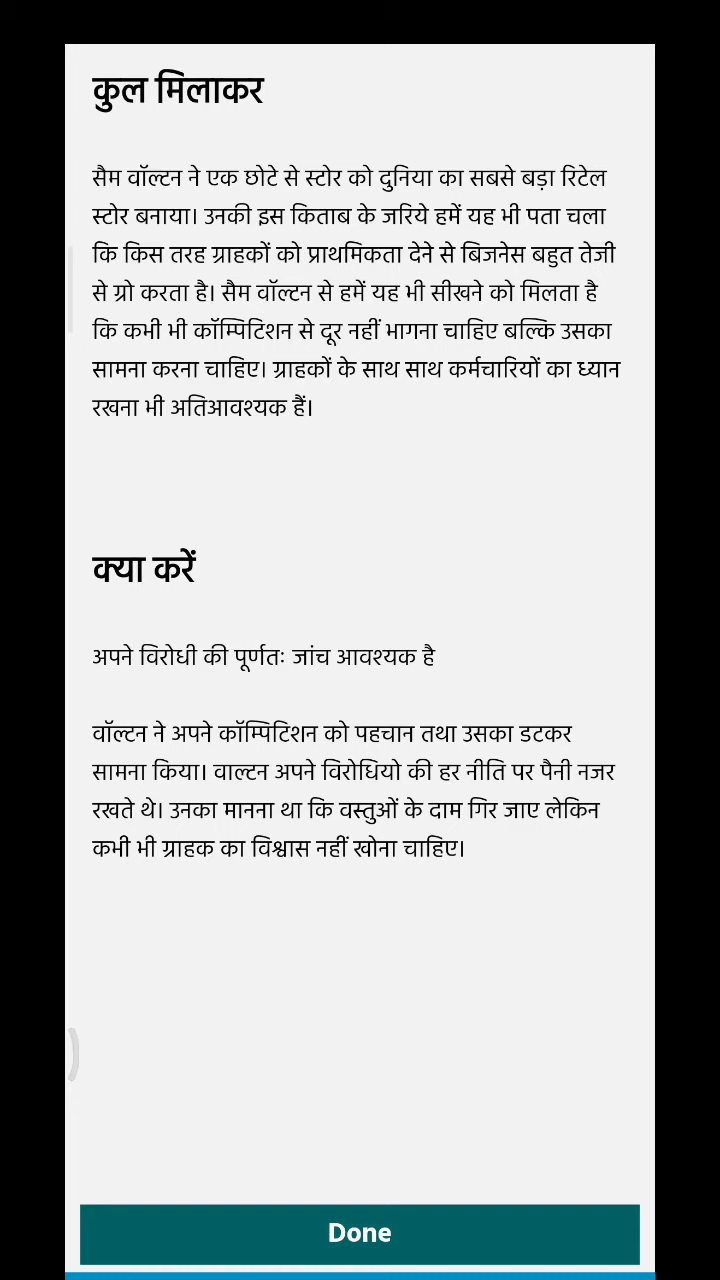 कुल मिलाकर
सैम वॉल्टन ने एक छोटे से स्टोर को दुनिया का सबसे बड़ा रिटेल
स्टोर बनाया। उनकी इस किताब के जरिये हमें यह भी पता चला
कि किस तरह ग्राहकों को प्राथमिकता देने से बिजनेस बहुत तेजी
से ग्रो करता है। सैम वॉल्टन से हमें यह भी सीखने को मिलता है
कि कभी भी कॉम्पिटिशन से दूर नहीं भागना चाहिए बल्कि उसका
सामना करना चाहिए। ग्राहकों के साथ साथ कर्मचारियों का ध्यान
रखना भी अतिआवश्यक हैं।
क्या करें
अपने विरोधी की पूर्णतः जांच आवश्यक है
वॉल्टन ने अपने कॉम्पिटिशन को पहचान तथा उसका डटकर
सामना किया। वाल्टन अपने विरोधियो की हर नीति पर पैनी नजर
रखते थे। उनका मानना था कि वस्तुओं के दाम गिर जाए लेकिन
कभी भी ग्राहक का विश्वास नहीं खोना चाहिए।
Done